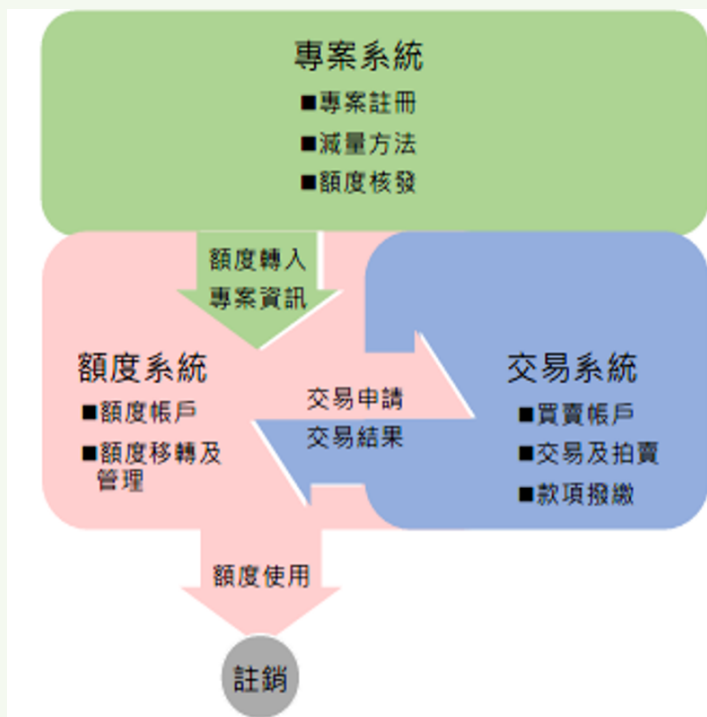 專案系統
■專案註冊
■減量方法
■額度核發
額度轉入
專案資訊
額度系統
■額度帳戶
■額度移轉及
管理
交易申請
交易結果
交易系統
■買賣帳戶
■交易及拍賣
■款項撥繳
額度使用
註銷